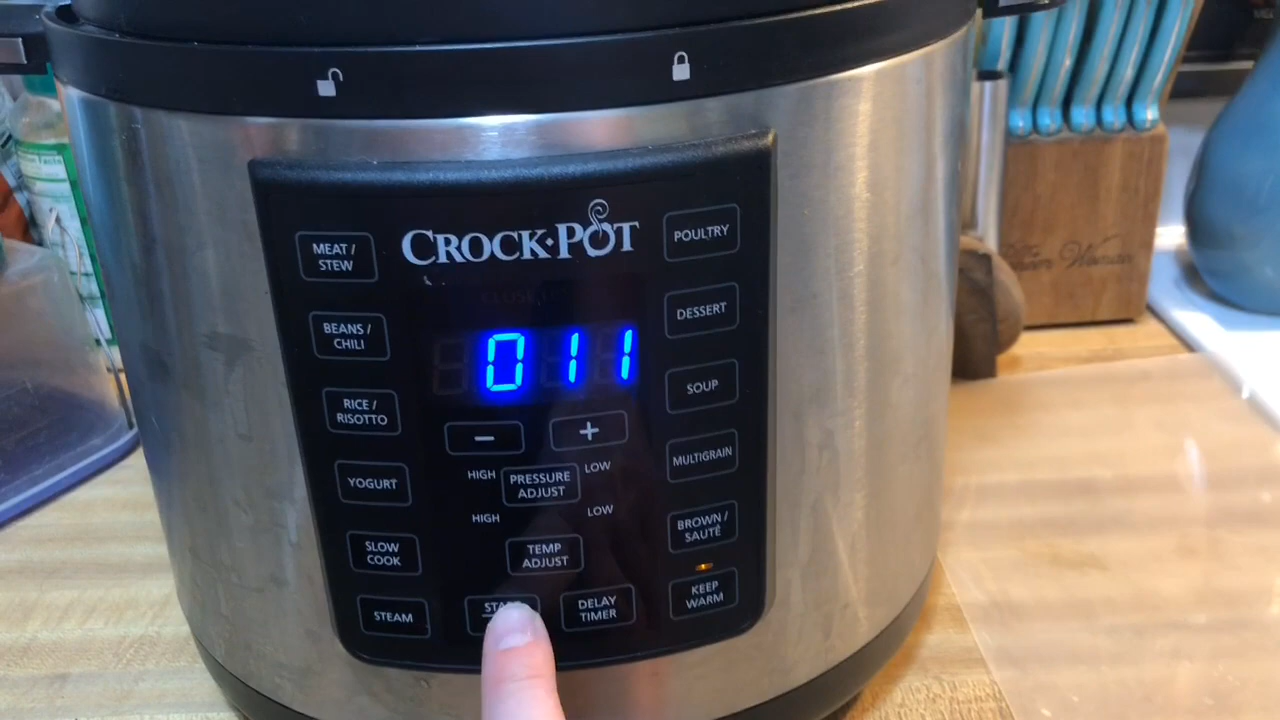 CROCK·POT
MEAT /
STEW
BEANS /
CHILI
RICE /
RISOTTO
YOGURT
SLOW
COOK
STEAM
011
−
+
HIGH
LOW
PRESSURE
ADJUST
HIGH
LOW
TEMP
ADJUST
DELAY
TIMER
POULTRY
DESSERT
SOUP
MULTIGRAIN
BROWN /
SAUTÉ
KEEP
WARM
Woman